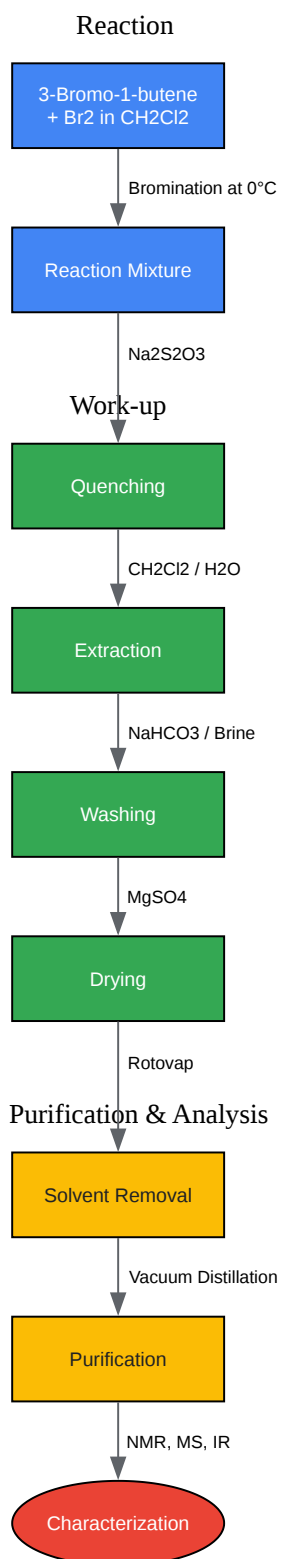 Reaction
3-Bromo-1-butene
+ Br2 in CH2Cl2
Bromination at 0°C
Reaction Mixture
Na2S2O3
Work-up
Quenching
CH2Cl2 / H2O
Extraction
NaHCO3 / Brine
Washing
MgSO4
Drying
Rotovap
Purification & Analysis
Solvent Removal
Vacuum Distillation
Purification
NMR, MS, IR
Characterization